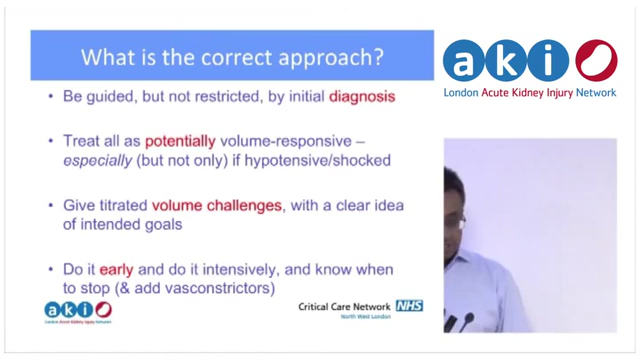 What is the correct approach?
• Be guided, but not restricted, by initial diagnosis
• Treat all as potentially volume-responsive –
especially (but not only) if hypotensive/shocked
• Give titrated volume challenges, with a clear idea
of intended goals
• Do it early and do it intensively, and know when
to stop (& add vasconstrictors)
aki
London Acute Kidney Injury Network
Critical Care Network NHS
North West London
aki
London Acute Kidney Injury Network